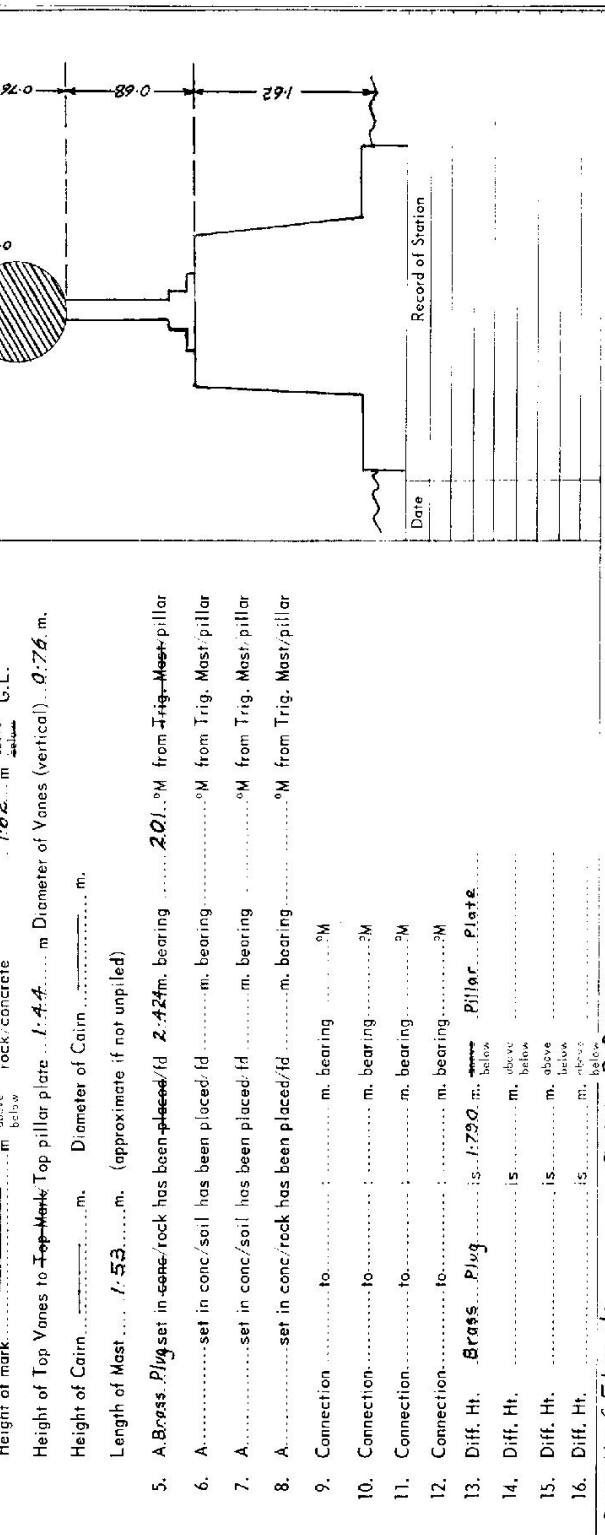 Height of mark ........ m above below rock/concrete 1.62 m G.L.
Height of Top Vanes to Top Mark/Top pillar plate 1.44 m Diameter of Vanes (vertical) 0.76 m.
Height of Cairn ........ m. Diameter of Cairn ........ m.
Length of Mast 1.53 m. (approximate if not unpiled)
5. A. Brass Plug set in conc/rock has been placed/fd 2.424m. bearing 201 °M from Trig. Mast/pillar
6. A ........ set in conc/soil has been placed/fd ........ m. bearing ........ °M from Trig. Mast/pillar
7. A ........ set in conc/soil has been placed/fd ........ m. bearing ........ °M from Trig. Mast/pillar
8. A ........ set in conc/rock has been placed/fd ........ m. bearing ........ °M from Trig. Mast/pillar
9. Connection ........ to ........ : ........ m. bearing ........ °M
10. Connection ........ to ........ : ........ m. bearing ........ °M
11. Connection ........ to ........ : ........ m. bearing ........ °M
12. Connection ........ to ........ : ........ m. bearing ........ °M
13. Diff. Ht. Brass Plug is 1.790 m. above below Pillar Plate
14. Diff. Ht. ........ is ........ m. above below
15. Diff. Ht. ........ is ........ m. above below
16. Diff. Ht. ........ is ........ m. above below
0.76
0.68
1.62
Date Record of Station